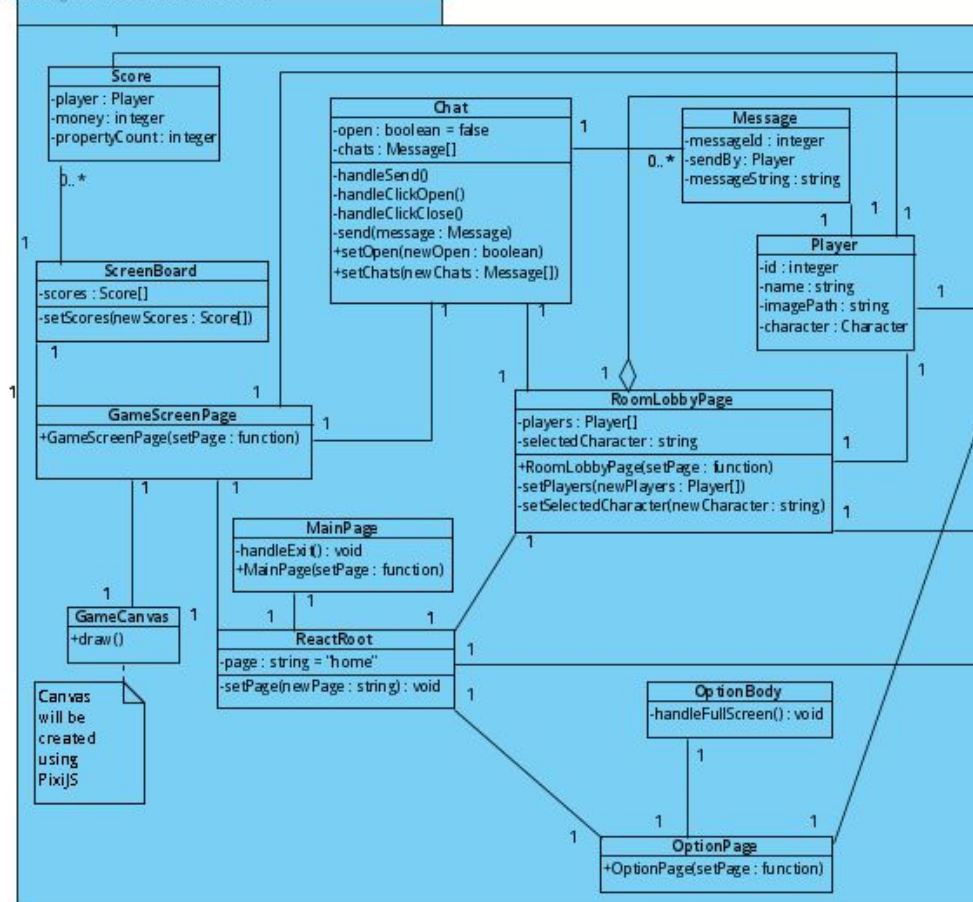 1
Score
-player : Player
-money : integer
-propertyCount : integer
0..*
Chat
-open : boolean = false
-chats : Message[]
-handleSend()
-handleClickOpen()
-handleClickClose()
-send(message : Message)
+setOpen(newOpen : boolean)
+setChats(newChats : Message[])
1
0..*
Message
-messageId : integer
-sendBy : Player
-messageString : string
1
1
1
Player
-id : integer
-name : string
-imagePath : string
-character : Character
1
1
1
ScreenBoard
-scores : Score[]
-setScores(newScores : Score[])
1
1
1
1
1
1
1
GameScreenPage
+GameScreenPage(setPage : function)
1
1
1
RoomLobbyPage
-players : Player[]
-selectedCharacter : string
+RoomLobbyPage(setPage : function)
-setPlayers(newPlayers : Player[])
-setSelectedCharacter(newCharacter : string)
1
1
1
MainPage
-handleExit() : void
+MainPage(setPage : function)
1
1
1
1
1
GameCanvas
+draw()
ReactRoot
-page : string = "home"
-setPage(newPage : string) : void
1
1
Canvas
will be
created
using
PixiJS
OptionBody
-handleFullScreen() : void
1
1
1
1
OptionPage
+OptionPage(setPage : function)